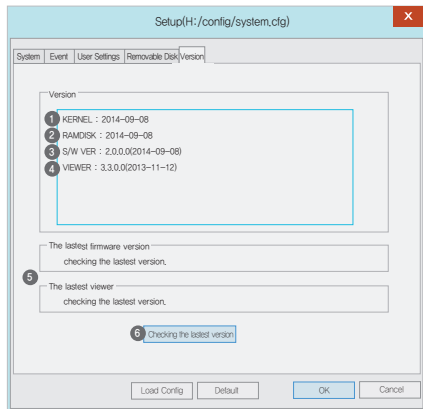 Setup(H:/config/system.cfg)
x
System Event User Settings Removable Disk Version
Version
1 KERNEL : 2014-09-08
2 RAMDISK : 2014-09-08
3 S/W VER : 2.0.0.0(2014-09-08)
4 VIEWER : 3.3.0.0(2013-11-12)
The lastest firmware version
checking the lastest version.
5
The lastest viewer
checking the lastest version.
6 Checking the lastest version
Load Config Default OK Cancel